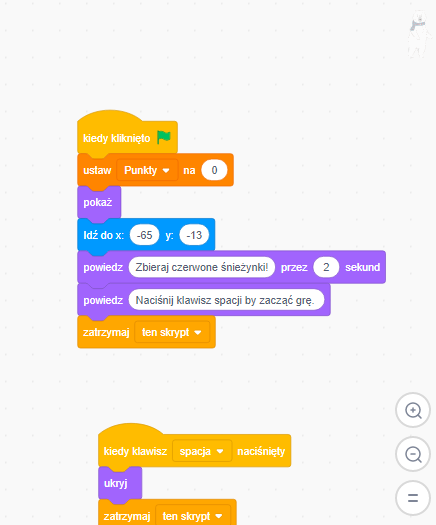 kiedy kliknięto
ustaw Punkty na 0
pokaż
Idź do x: -65 y: -13
powiedz Zbieraj czerwone śnieżynki! przez 2 sekund
powiedz Naciśnij klawisz spacji by zacząć grę.
zatrzymaj ten skrypt
kiedy klawisz spacja naciśnięty
ukryj
zatrzymaj ten skrypt